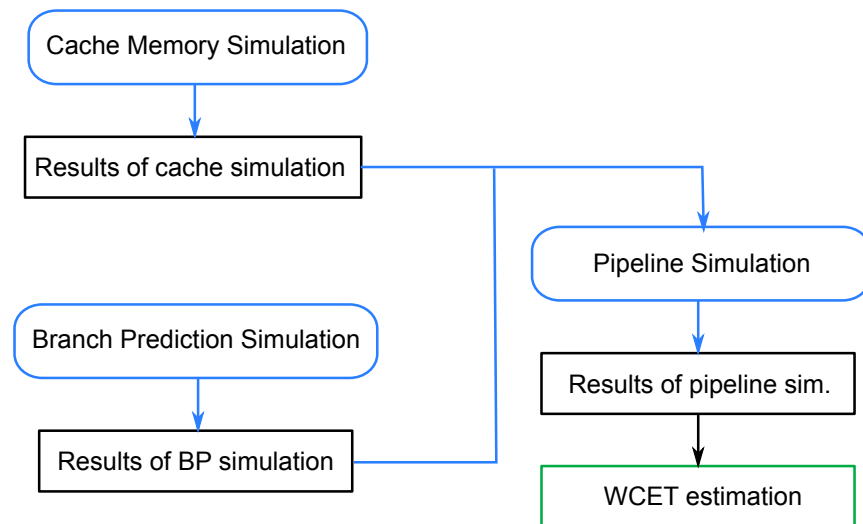 Cache Memory Simulation
Results of cache simulation
Pipeline Simulation
Branch Prediction Simulation
Results of pipeline sim.
Results of BP simulation
WCET estimation